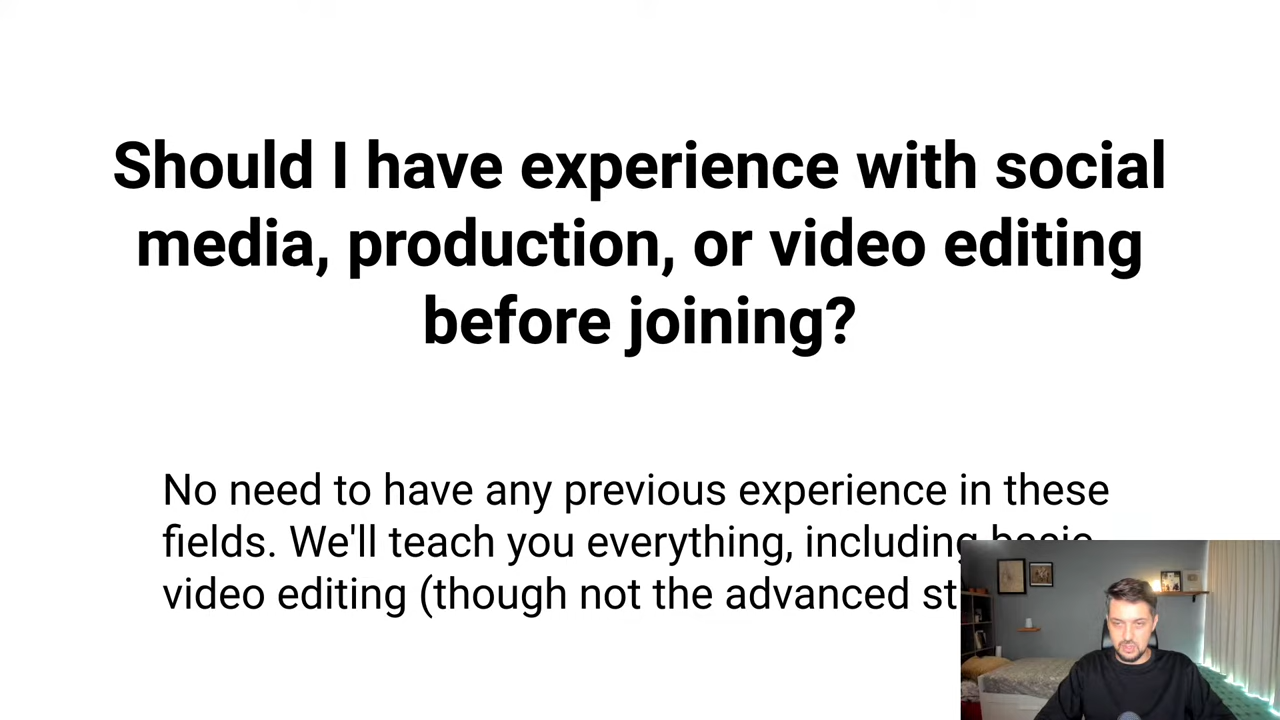 Should I have experience with social
media, production, or video editing
before joining?
No need to have any previous experience in these
fields. We'll teach you everything, including basic
video editing (though not the advanced